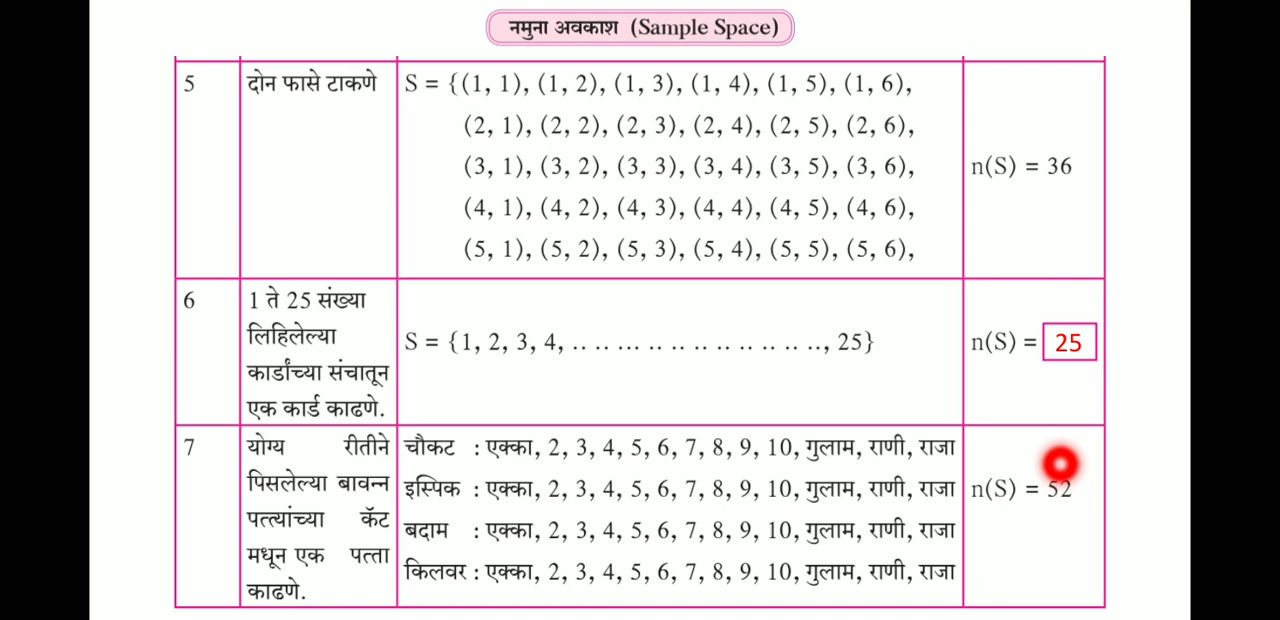 नमुना अवकाश (Sample Space)
5 दोन फासे टाकणे S = {(1, 1), (1, 2), (1, 3), (1, 4), (1, 5), (1, 6),
(2, 1), (2, 2), (2, 3), (2, 4), (2, 5), (2, 6),
(3, 1), (3, 2), (3, 3), (3, 4), (3, 5), (3, 6), n(S) = 36
(4, 1), (4, 2), (4, 3), (4, 4), (4, 5), (4, 6),
(5, 1), (5, 2), (5, 3), (5, 4), (5, 5), (5, 6),
6 1 ते 25 संख्या
लिहिलेल्या S = {1, 2, 3, 4, .. .. ... .. .. .. .. .. .. .. .., 25} n(S) = 25
कार्डांच्या संचातून
एक कार्ड काढणे.
7 योग्य रीतीने चौकट : एक्का, 2, 3, 4, 5, 6, 7, 8, 9, 10, गुलाम, राणी, राजा
पिसलेल्या बावन्न इस्पिक : एक्का, 2, 3, 4, 5, 6, 7, 8, 9, 10, गुलाम, राणी, राजा n(S) = 52
पत्त्यांच्या कॅट बदाम : एक्का, 2, 3, 4, 5, 6, 7, 8, 9, 10, गुलाम, राणी, राजा
मधून एक पत्ता किलवर : एक्का, 2, 3, 4, 5, 6, 7, 8, 9, 10, गुलाम, राणी, राजा
काढणे.